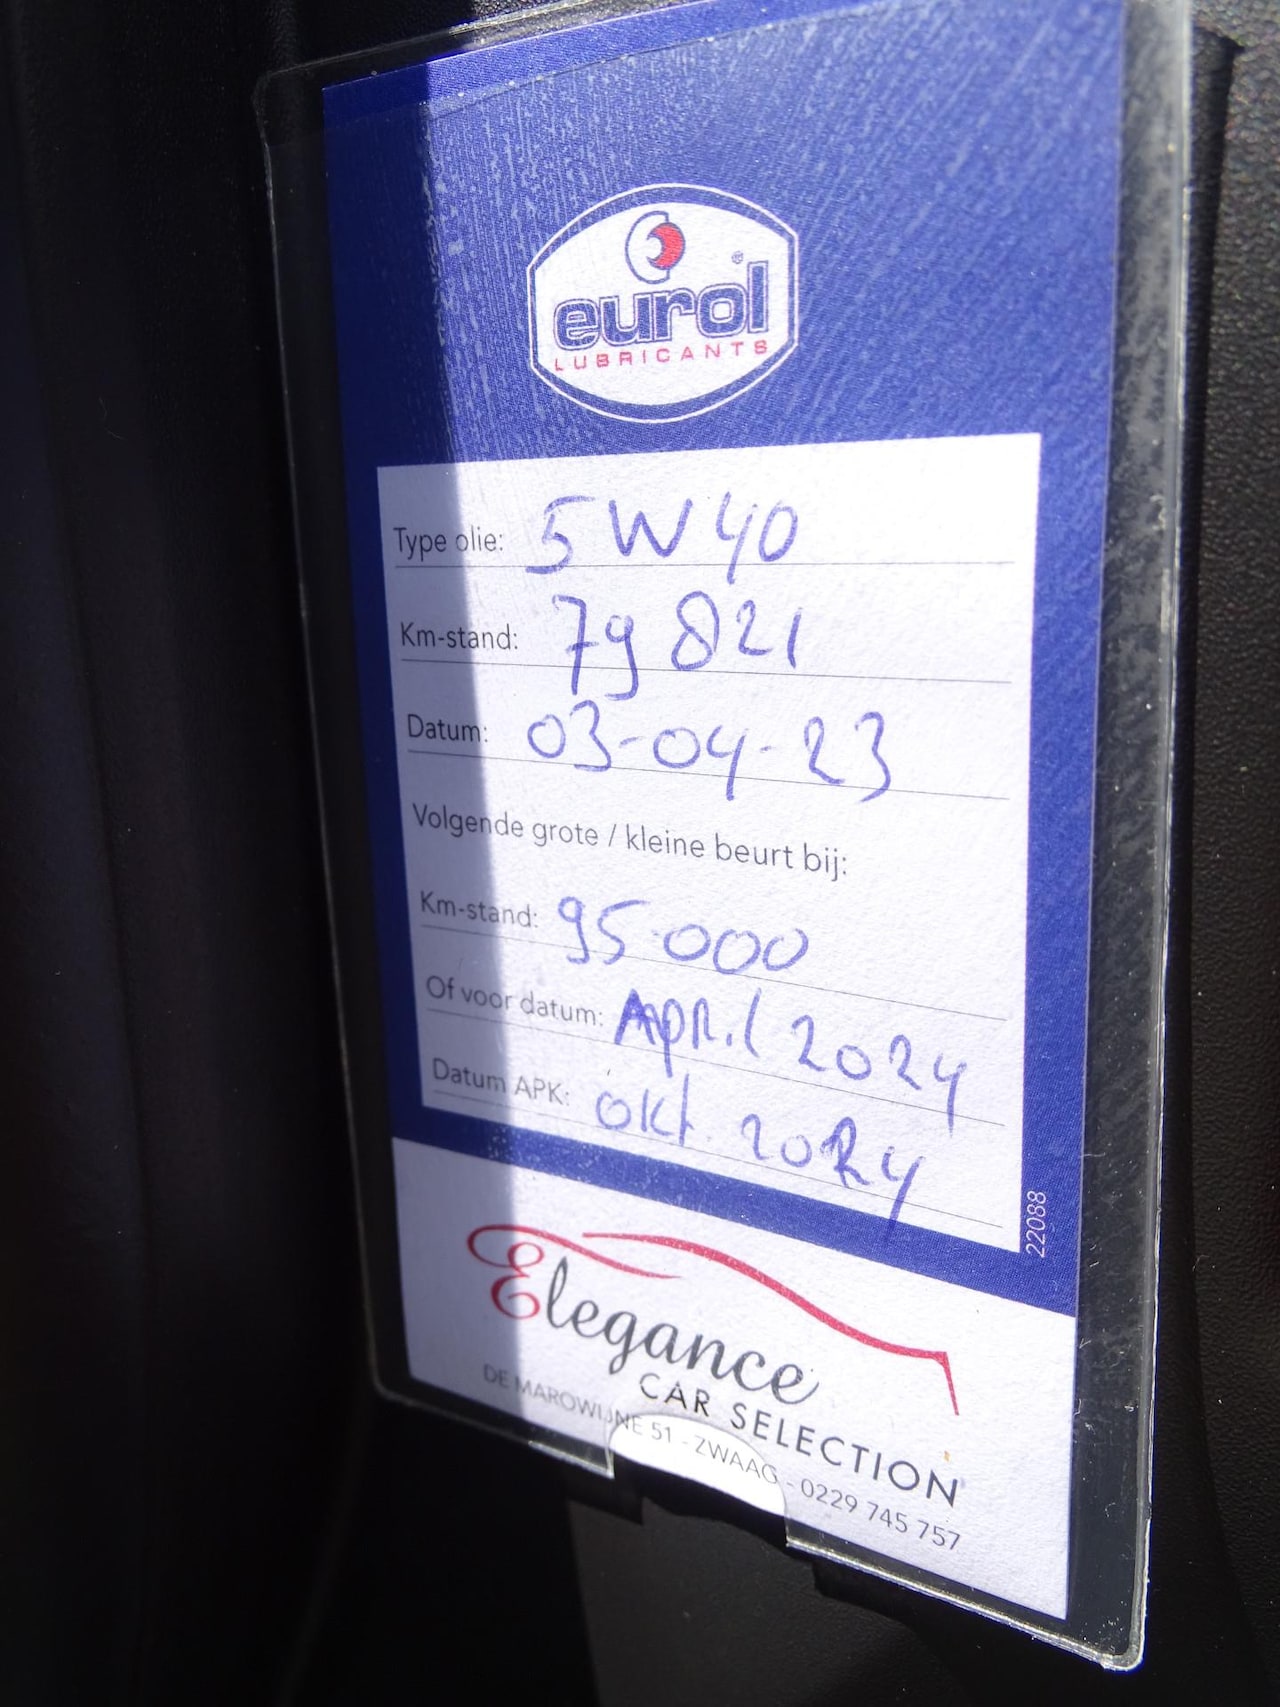 eurol®
LUBRICANTS
Type olie: 5W40
Km-stand: 79 821
Datum: 03-04-23
Volgende grote / kleine beurt bij:
Km-stand: 95.000
Of voor datum: April 2024
Datum APK: okt. 2024
22088
Elegance
CAR SELECTION
DE MAROWIJNE 51 - ZWAAG - 0229 745 757